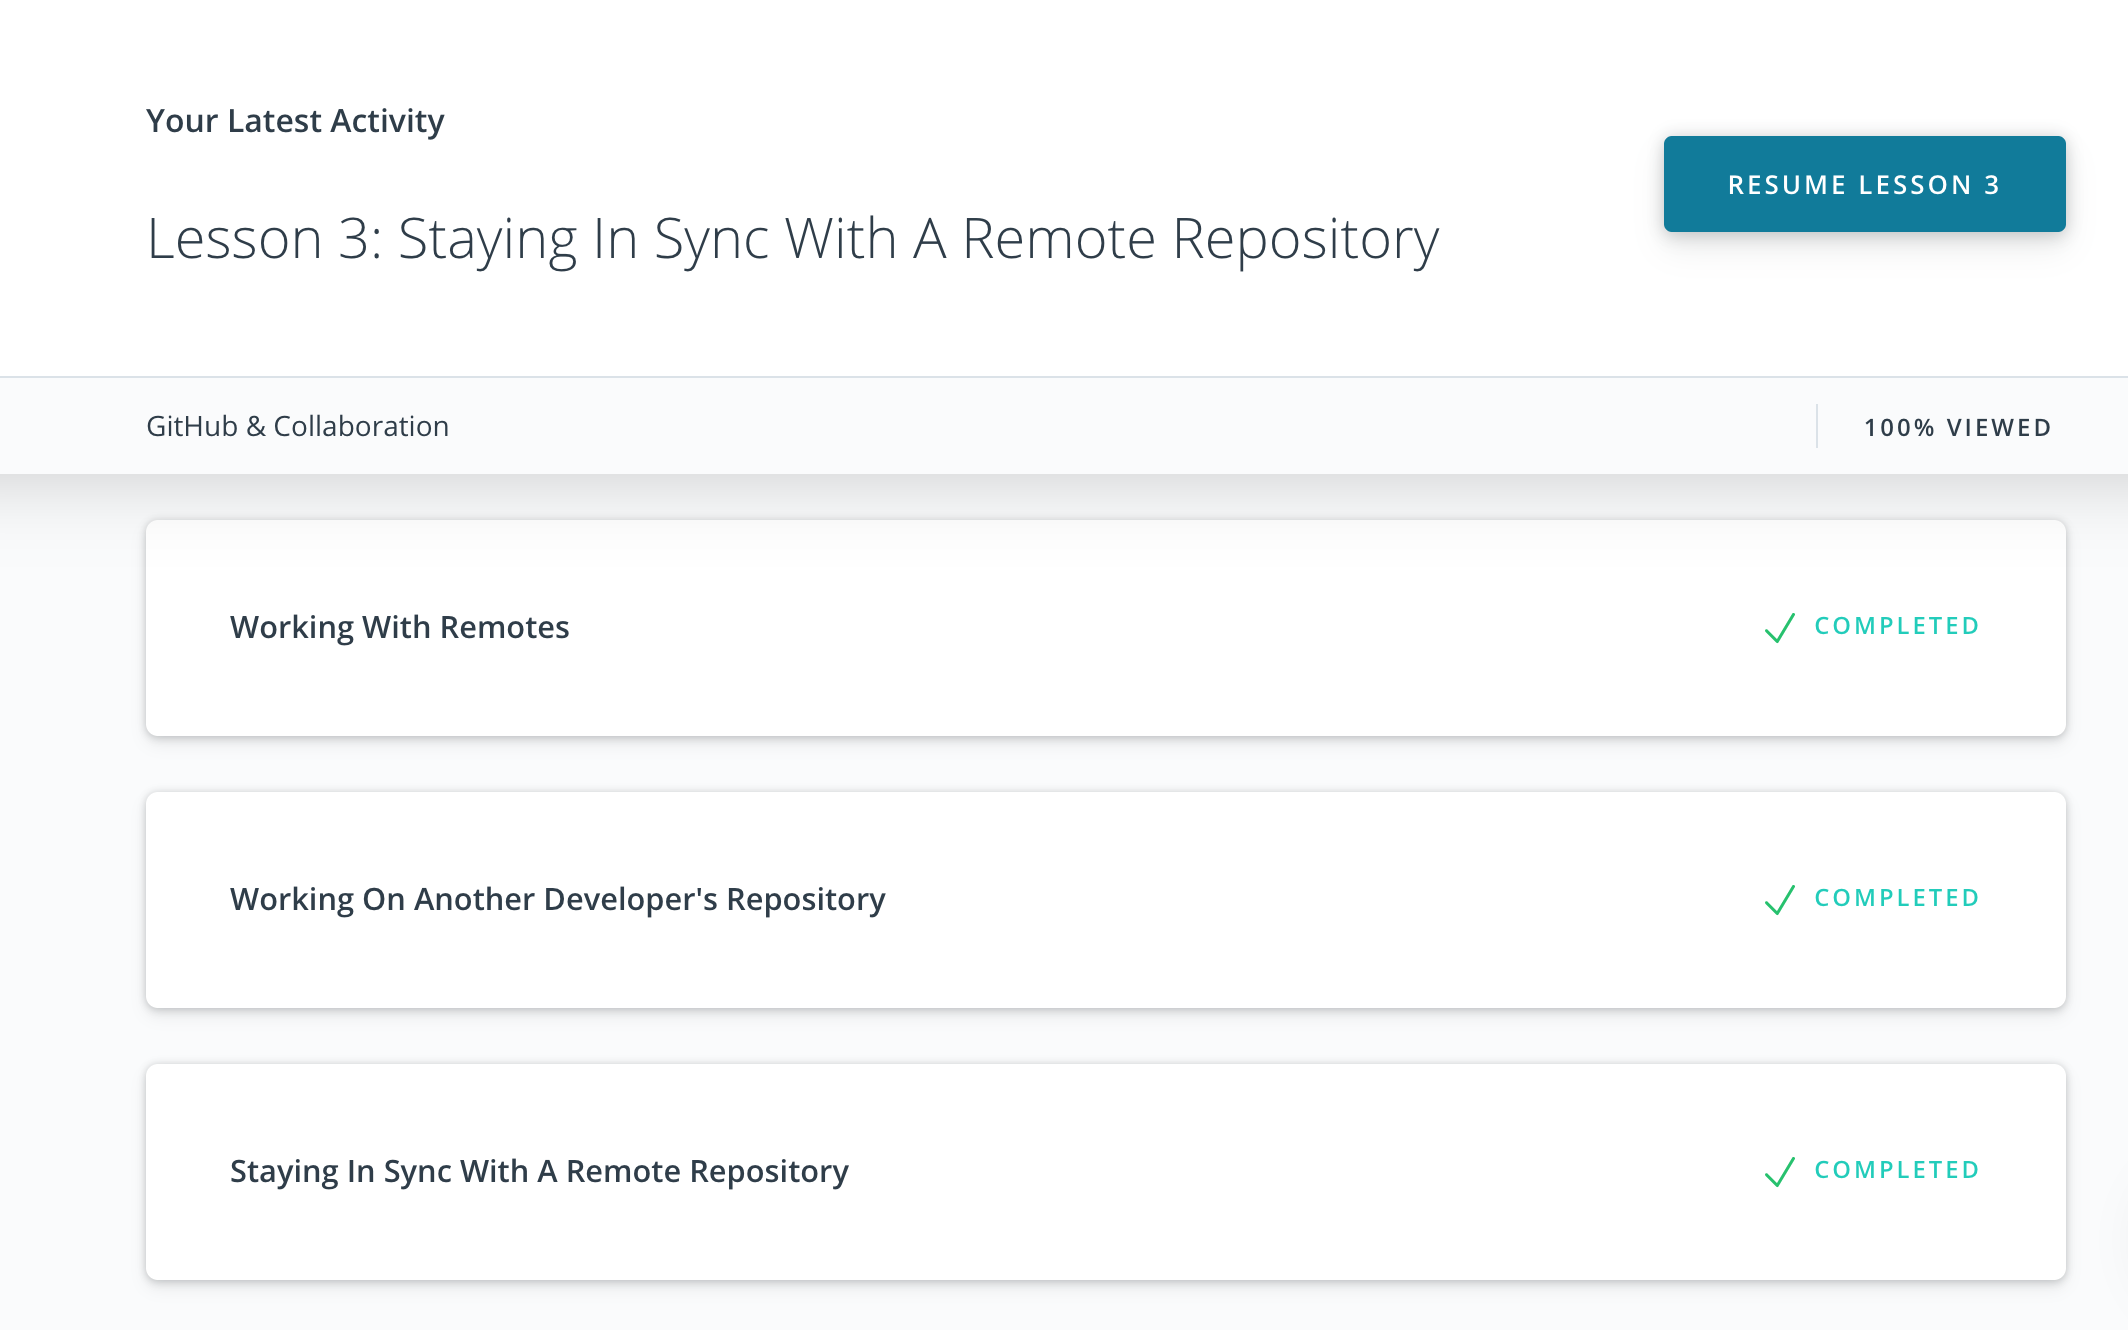 Your Latest Activity
RESUME LESSON 3
Lesson 3: Staying In Sync With A Remote Repository
GitHub & Collaboration
100% VIEWED
Working With Remotes
COMPLETED
Working On Another Developer's Repository
COMPLETED
Staying In Sync With A Remote Repository
COMPLETED